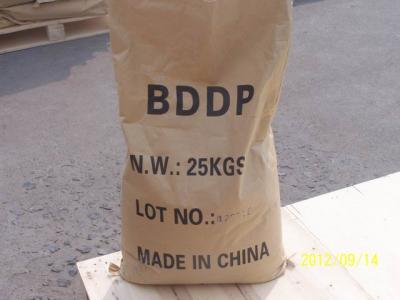 BDDP
N.W.: 25KGS
LOT NO.:
MADE IN CHINA
2012/09/14